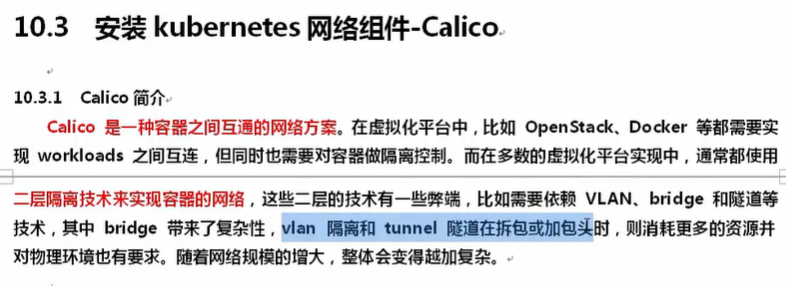 10.3 安装 kubernetes 网络组件-Calico
10.3.1 Calico 简介
Calico 是一种容器之间互通的网络方案。在虚拟化平台中，比如 OpenStack、Docker 等都需要实
现 workloads 之间互连，但同时也需要对容器做隔离控制。而在多数的虚拟化平台实现中，通常都使用
二层隔离技术来实现容器的网络，这些二层的技术有一些弊端，比如需要依赖 VLAN、bridge 和隧道等
技术，其中 bridge 带来了复杂性，vlan 隔离和 tunnel 隧道在拆包或加包头时，则消耗更多的资源并
对物理环境也有要求。随着网络规模的增大，整体会变得越加复杂。